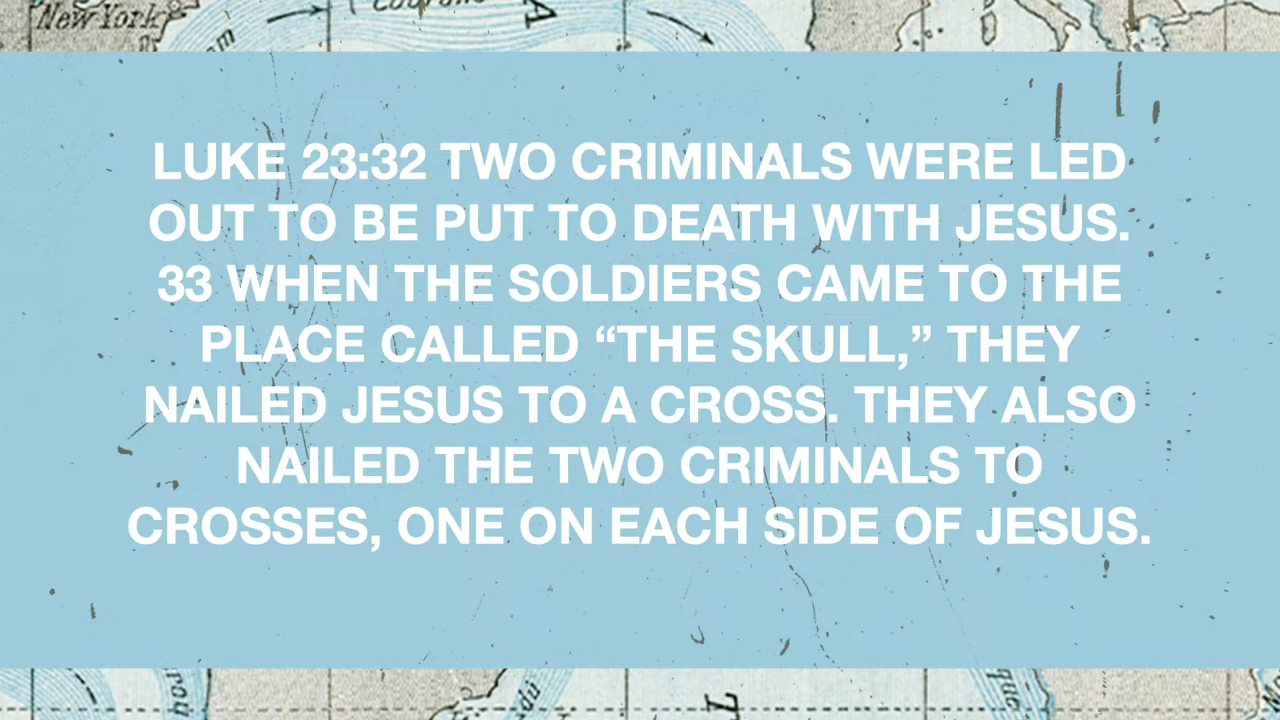 New York
LUKE 23:32 TWO CRIMINALS WERE LED
OUT TO BE PUT TO DEATH WITH JESUS.
33 WHEN THE SOLDIERS CAME TO THE
PLACE CALLED “THE SKULL,” THEY
NAILED JESUS TO A CROSS. THEY ALSO
NAILED THE TWO CRIMINALS TO
CROSSES, ONE ON EACH SIDE OF JESUS.